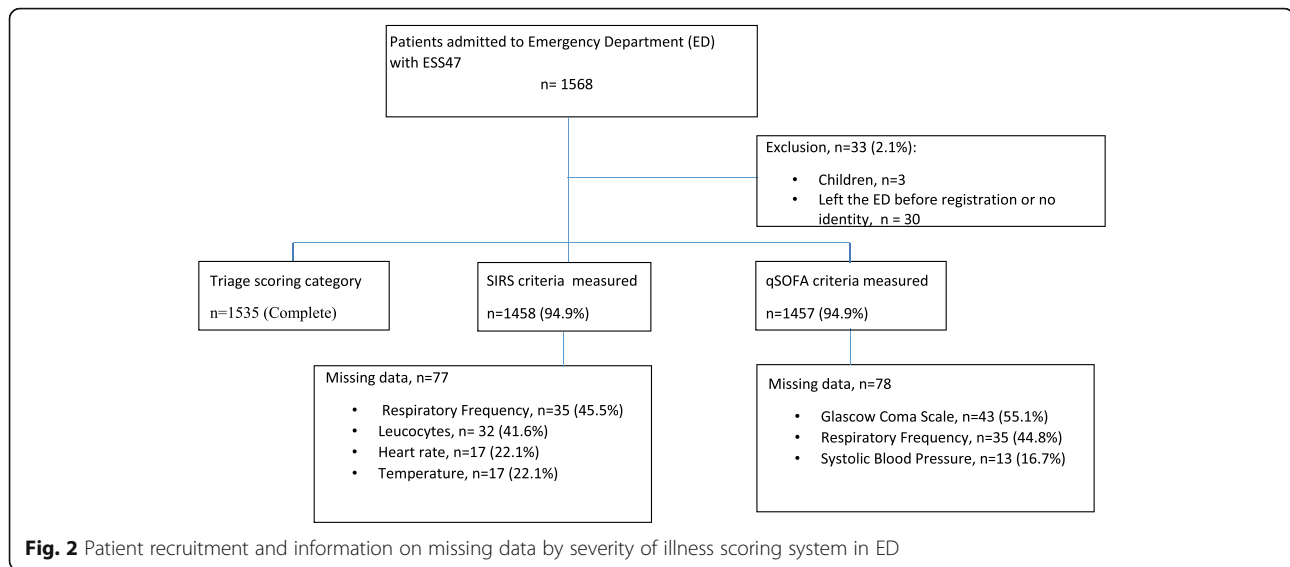 Patients admitted to Emergency Department (ED)
with ESS47
n= 1568
Exclusion, n=33 (2.1%):
• Children, n=3
• Left the ED before registration or no
identity, n = 30
Triage scoring category
n=1535 (Complete)
SIRS criteria measured
n=1458 (94.9%)
qSOFA criteria measured
n=1457 (94.9%)
Missing data, n=77
• Respiratory Frequency, n=35 (45.5%)
• Leucocytes, n= 32 (41.6%)
• Heart rate, n=17 (22.1%)
• Temperature, n=17 (22.1%)
Missing data, n=78
• Glascow Coma Scale, n=43 (55.1%)
• Respiratory Frequency, n=35 (44.8%)
• Systolic Blood Pressure, n=13 (16.7%)
Fig. 2 Patient recruitment and information on missing data by severity of illness scoring system in ED